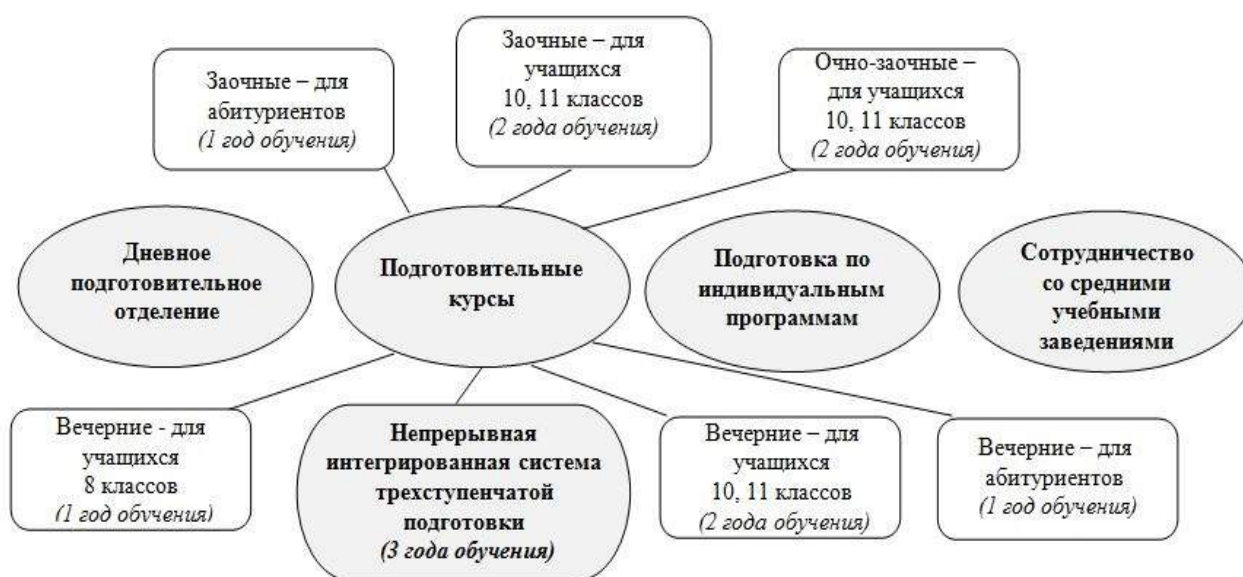 Заочные – для
абитуриентов
(1 год обучения)
Заочные – для
учащихся
10, 11 классов
(2 года обучения)
Очно-заочные –
для учащихся
10, 11 классов
(2 года обучения)
Дневное
подготовительное
отделение
Подготовительные
курсы
Подготовка по
индивидуальным
программам
Сотрудничество
со средними
учебными
заведениями
Вечерние - для
учащихся
8 классов
(1 год обучения)
Непрерывная
интегрированная система
трехступенчатой
подготовки
(3 года обучения)
Вечерние – для
учащихся
10, 11 классов
(2 года обучения)
Вечерние – для
абитуриентов
(1 год обучения)